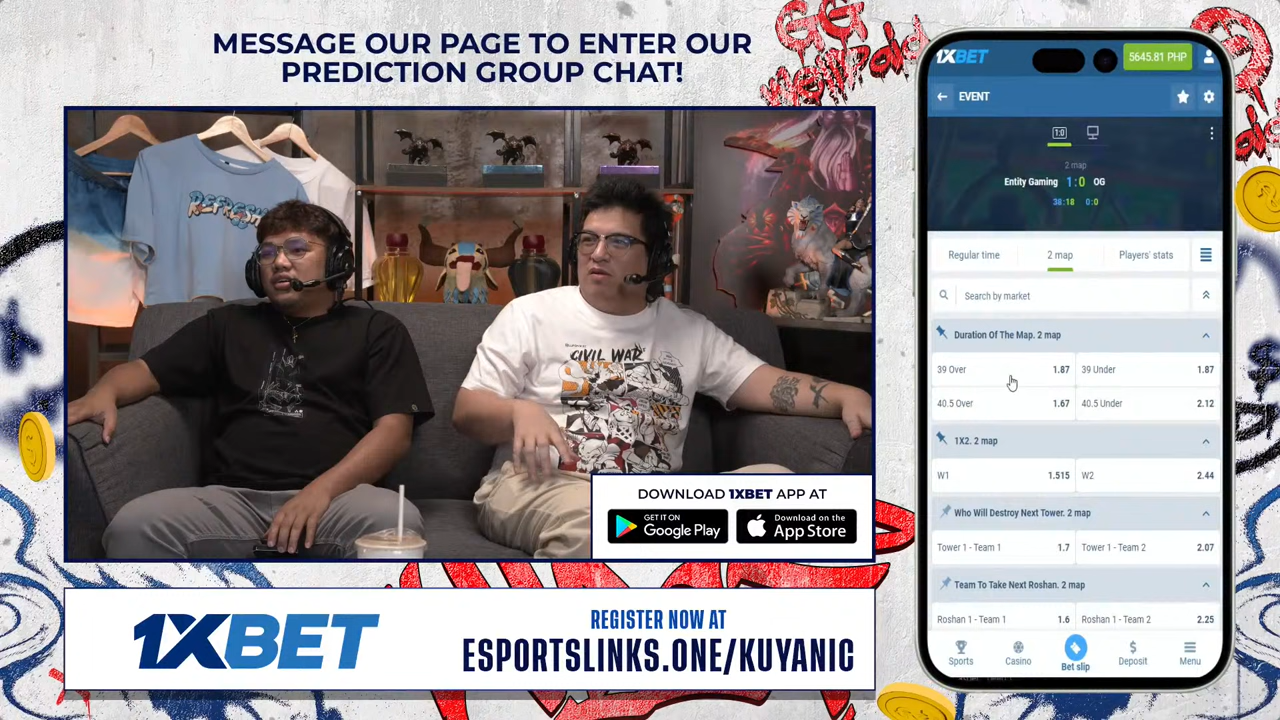 MESSAGE OUR PAGE TO ENTER OUR
PREDICTION GROUP CHAT!
REFRESH
CIVIL WAR
DOWNLOAD 1XBET APP AT
GET IT ON
Google Play
Download on the
App Store
1XBET
REGISTER NOW AT
ESPORTSLINKS.ONE/KUYANIC
1XBET
5645.81 PHP
EVENT
1:0
2 map
Entity Gaming 1:0 OG
38:18 0:0
Regular time 2 map Players' stats
Search by market
Duration Of The Map. 2 map
39 Over 1.87 39 Under 1.87
40.5 Over 1.67 40.5 Under 2.12
1X2. 2 map
W1 1.515 W2 2.44
Who Will Destroy Next Tower. 2 map
Tower 1 - Team 1 1.7 Tower 1 - Team 2 2.07
Team To Take Next Roshan. 2 map
Roshan 1 - Team 1 1.6 Roshan 1 - Team 2 2.25
Sports Casino Bet slip Deposit Menu